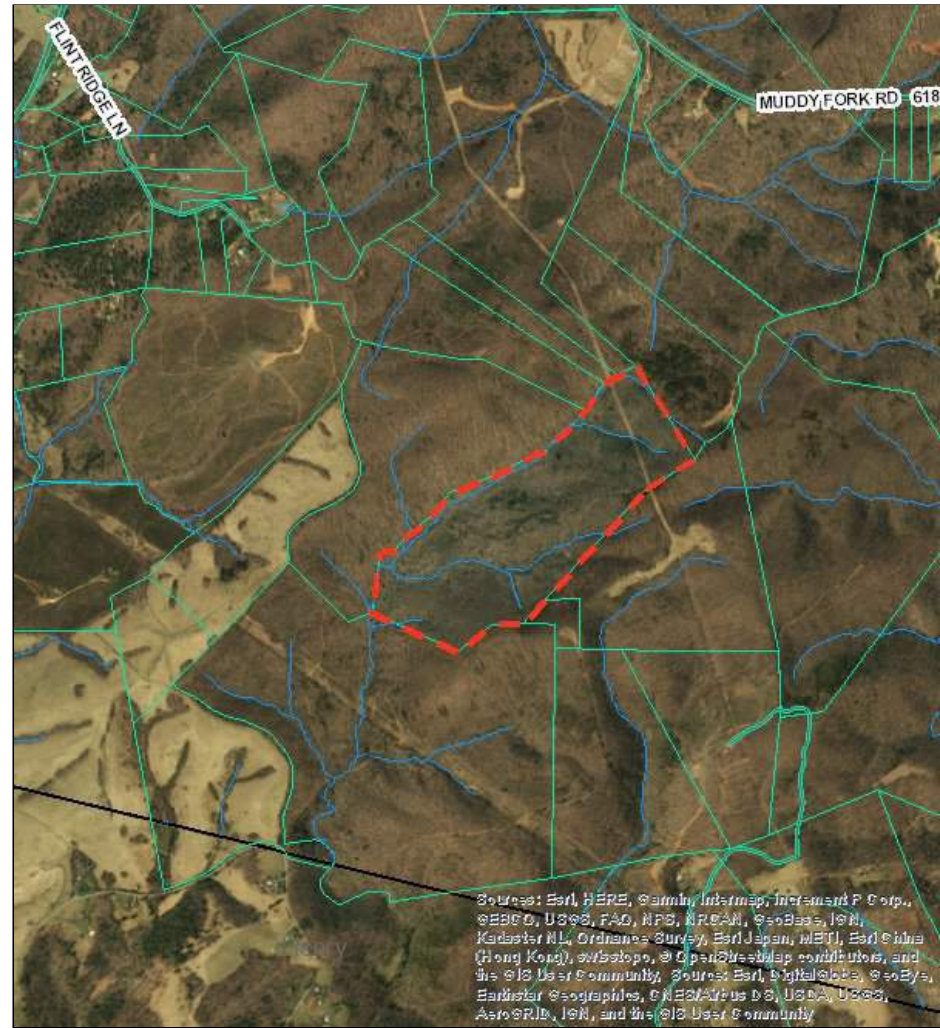 FLINT RIDGE LN
MUDDY FORK RD 618
Sources: Esri, HERE, Garmin, Intermap, increment P Corp.,
GEBCO, USGS, FAO, NPS, NRCAN, GeoBase, IGN,
Kadaster NL, Ordnance Survey, Esri Japan, METI, Esri China
(Hong Kong), swisstopo, © OpenStreetMap contributors, and
the GIS User Community, Source: Esri, DigitalGlobe, GeoEye,
Earthstar Geographics, CNES/Airbus DS, USDA, USGS,
AeroGRID, IGN, and the GIS User Community